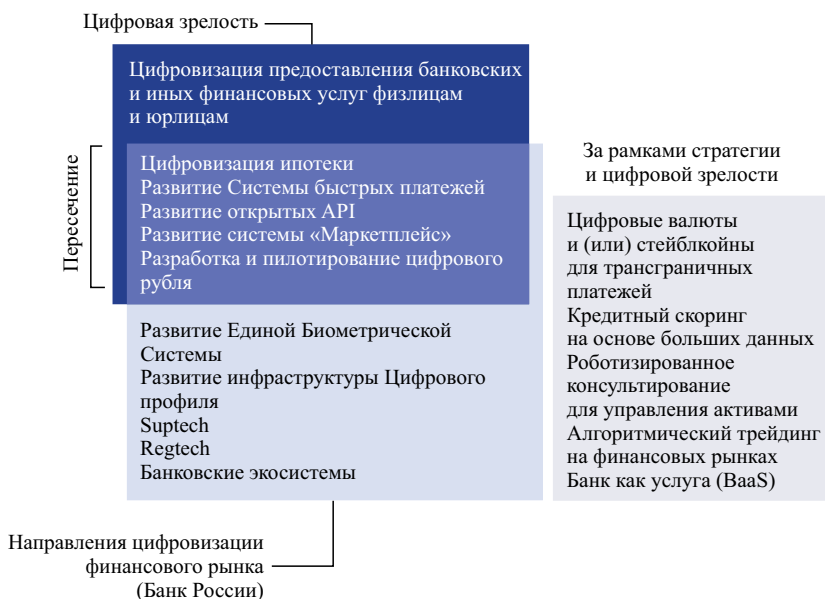 Цифровая зрелость
Цифровизация предоставления банковских
и иных финансовых услуг физлицам
и юрлицам
Пересечение
Цифровизация ипотеки
Развитие Системы быстрых платежей
Развитие открытых API
Развитие системы «Маркетплейс»
Разработка и пилотирование цифрового
рубля
Развитие Единой Биометрической
Системы
Развитие инфраструктуры Цифрового
профиля
Suptech
Regtech
Банковские экосистемы
Направления цифровизации
финансового рынка
(Банк России)
За рамками стратегии
и цифровой зрелости
Цифровые валюты
и (или) стейблкойны
для трансграничных
платежей
Кредитный скоринг
на основе больших данных
Роботизированное
консультирование
для управления активами
Алгоритмический трейдинг
на финансовых рынках
Банк как услуга (BaaS)